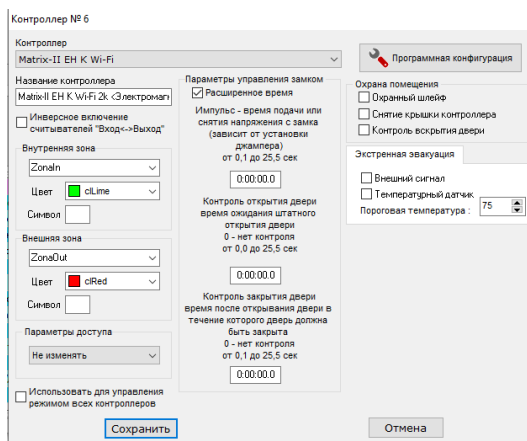 Контроллер № 6
Контроллер
Matrix-II EH K Wi-Fi
Программная конфигурация
Название контроллера
Matrix-II EH K Wi-Fi 2k <Электромагн
Инверсное включение
считывателей "Вход<->Выход"
Внутренняя зона
ZonaIn
Цвет
clLime
Символ
Внешняя зона
ZonaOut
Цвет
clRed
Символ
Параметры доступа
Не изменять
Использовать для управления
режимом всех контроллеров
Параметры управления замком
Расширенное время
Импульс - время подачи или
снятия напряжения с замка
(зависит от установки
джампера)
от 0,1 до 25,5 сек
0:00:00.0
Контроль открытия двери
время ожидания штатного
открытия двери
0 - нет контроля
от 0,0 до 25,5 сек
0:00:00.0
Контроль закрытия двери
время после открывания двери в
течение которого дверь должна
быть закрыта
0 - нет контроля
от 0,1 до 25,5 сек
0:00:00.0
Охрана помещения
Охранный шлейф
Снятие крышки контроллера
Контроль вскрытия двери
Экстренная эвакуация
Внешний сигнал
Температурный датчик
Пороговая температура :
75
Сохранить
Отмена